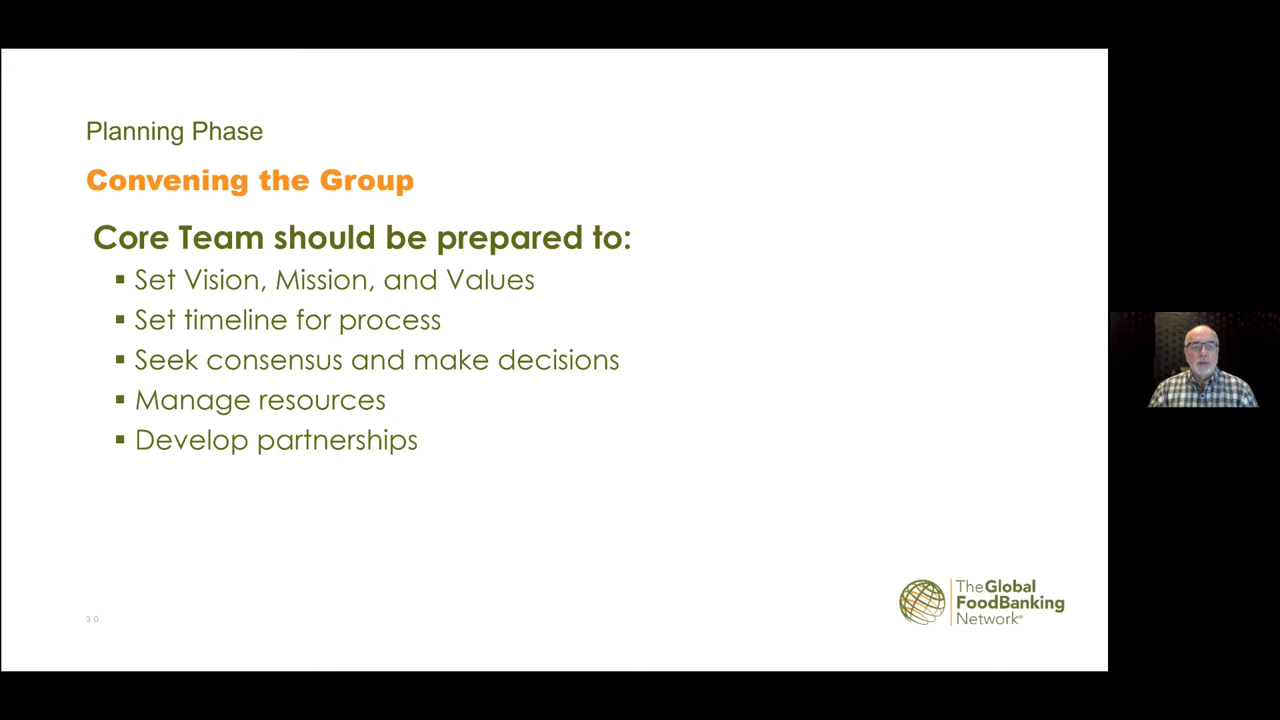 Planning Phase
Convening the Group
Core Team should be prepared to:
▪ Set Vision, Mission, and Values
▪ Set timeline for process
▪ Seek consensus and make decisions
▪ Manage resources
▪ Develop partnerships
The Global
FoodBanking
Network®
30